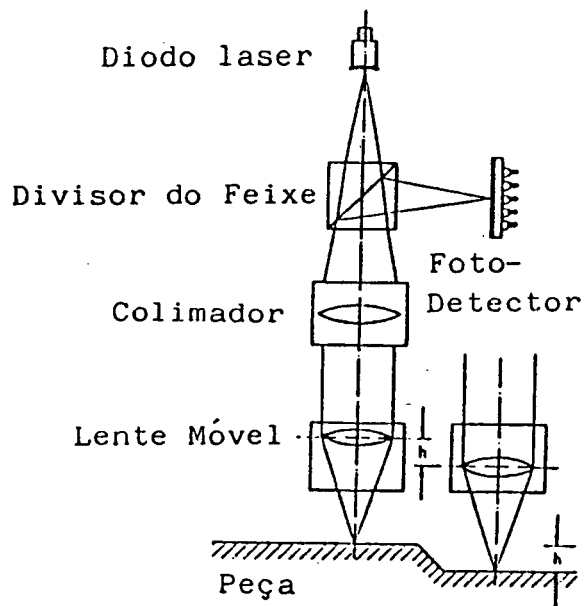 Diodo laser
Divisor do Feixe
Foto-
Detector
Colimador
Lente Móvel
h
h
Peça